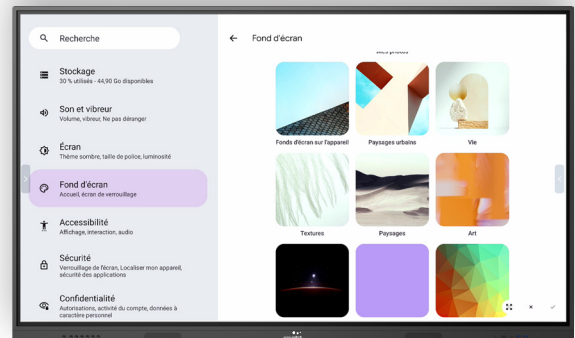 Recherche
Stockage
30 % utilisés - 44,90 Go disponibles
Son et vibreur
Volume, vibreur, Ne pas déranger
Écran
Thème sombre, taille de police, luminosité
Fond d'écran
Accueil, écran de verrouillage
Accessibilité
Affichage, interaction, audio
Sécurité
Verrouillage de l'écran, Localiser mon appareil,
sécurité des applications
Confidentialité
Autorisations, activité du compte, données à
caractère personnel
Fond d'écran
Mes photos
Fonds d'écran sur l'appareil
Paysages urbains
Vie
Textures
Paysages
Art